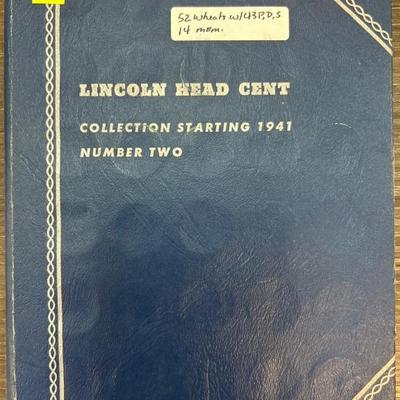 52 Wheats w/43P,D,S
14 mem.
LINCOLN HEAD CENT
COLLECTION STARTING 1941
NUMBER TWO